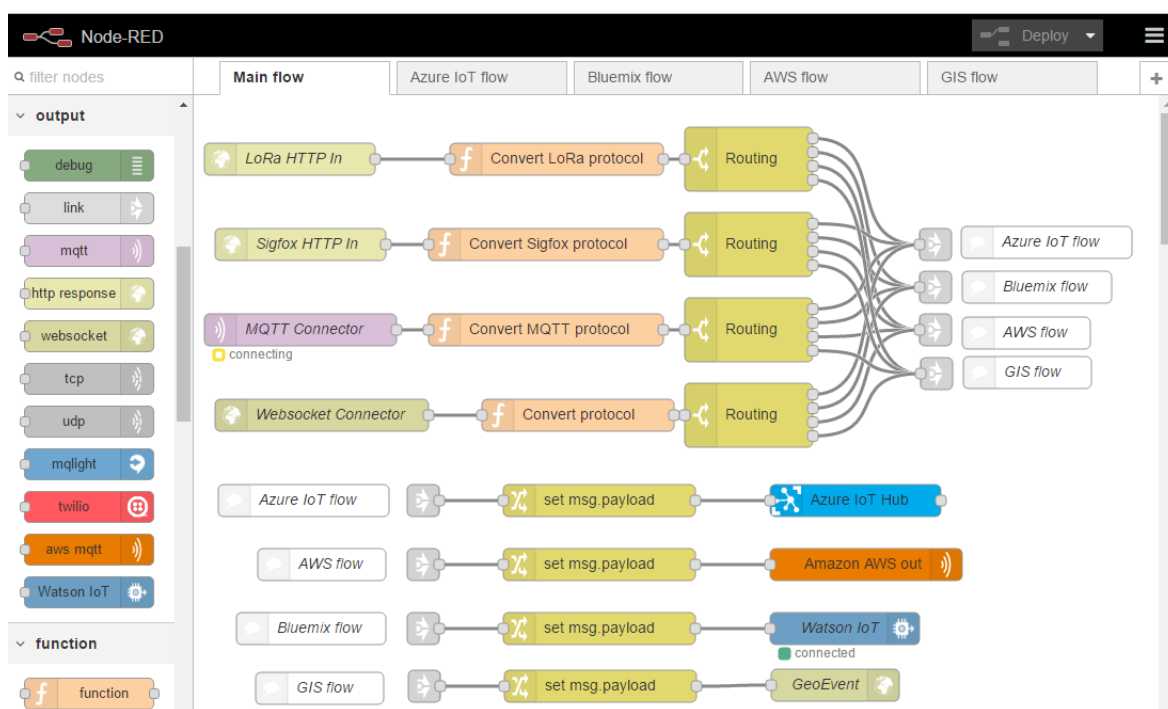 Node-RED
Deploy
filter nodes
Main flow
Azure IoT flow
Bluemix flow
AWS flow
GIS flow
output
debug
link
mqtt
http response
websocket
tcp
udp
mqlight
twilio
aws mqtt
Watson IoT
function
function
LoRa HTTP In
Convert LoRa protocol
Routing
Sigfox HTTP In
Convert Sigfox protocol
Routing
Azure IoT flow
Bluemix flow
MQTT Connector
connecting
Convert MQTT protocol
Routing
AWS flow
GIS flow
Websocket Connector
Convert protocol
Routing
Azure IoT flow
set msg.payload
Azure IoT Hub
AWS flow
set msg.payload
Amazon AWS out
Bluemix flow
set msg.payload
Watson IoT
connected
GIS flow
set msg.payload
GeoEvent